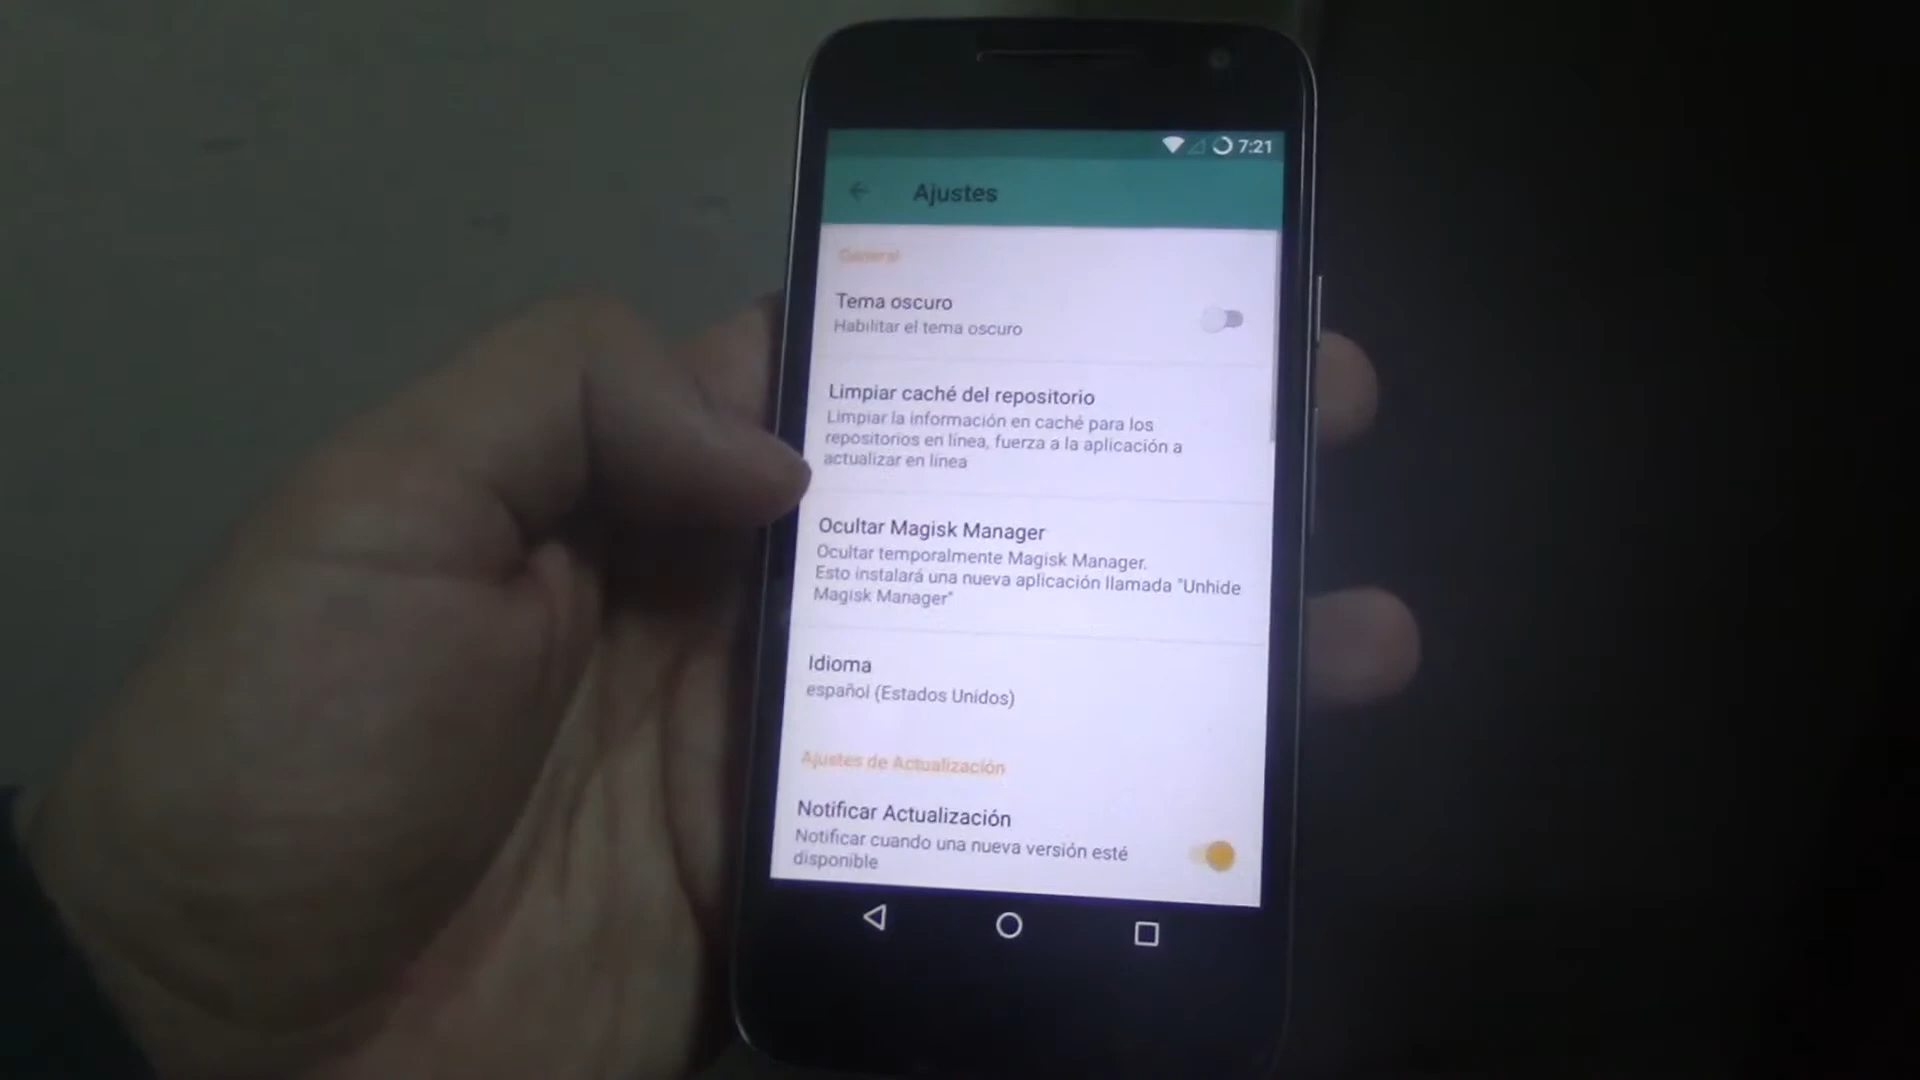 7:21
Ajustes
General
Tema oscuro
Habilitar el tema oscuro
Limpiar caché del repositorio
Limpiar la información en caché para los
repositorios en línea, fuerza a la aplicación a
actualizar en línea
Ocultar Magisk Manager
Ocultar temporalmente Magisk Manager.
Esto instalará una nueva aplicación llamada "Unhide
Magisk Manager"
Idioma
español (Estados Unidos)
Ajustes de Actualización
Notificar Actualización
Notificar cuando una nueva versión esté
disponible